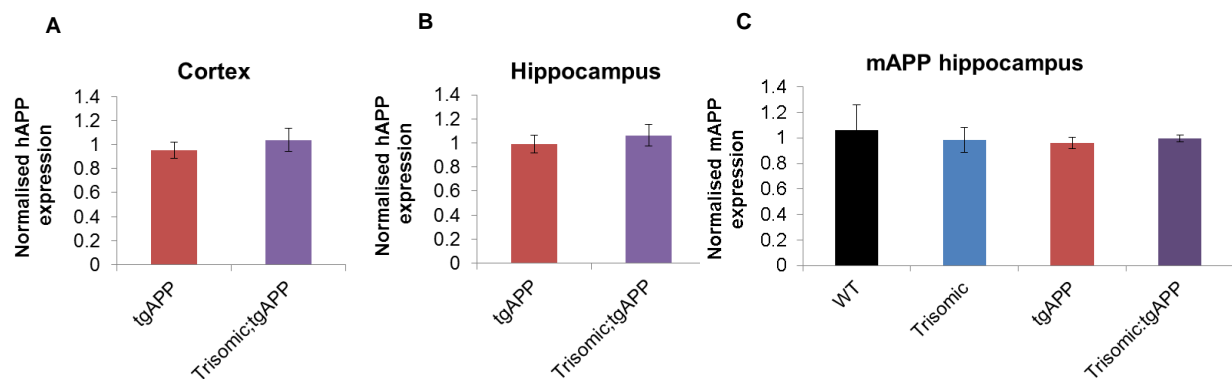 A
Cortex
Normalised hAPP
expression
1.4
1.2
1
0.8
0.6
0.4
0.2
0
tgAPP
Trisomic;tgAPP
B
Hippocampus
Normalised hAPP
expression
1.4
1.2
1
0.8
0.6
0.4
0.2
0
tgAPP
Trisomic;tgAPP
C
mAPP hippocampus
Normalised mAPP
expression
1.4
1.2
1
0.8
0.6
0.4
0.2
0
WT
Trisomic
tgAPP
Trisomic:tgAPP